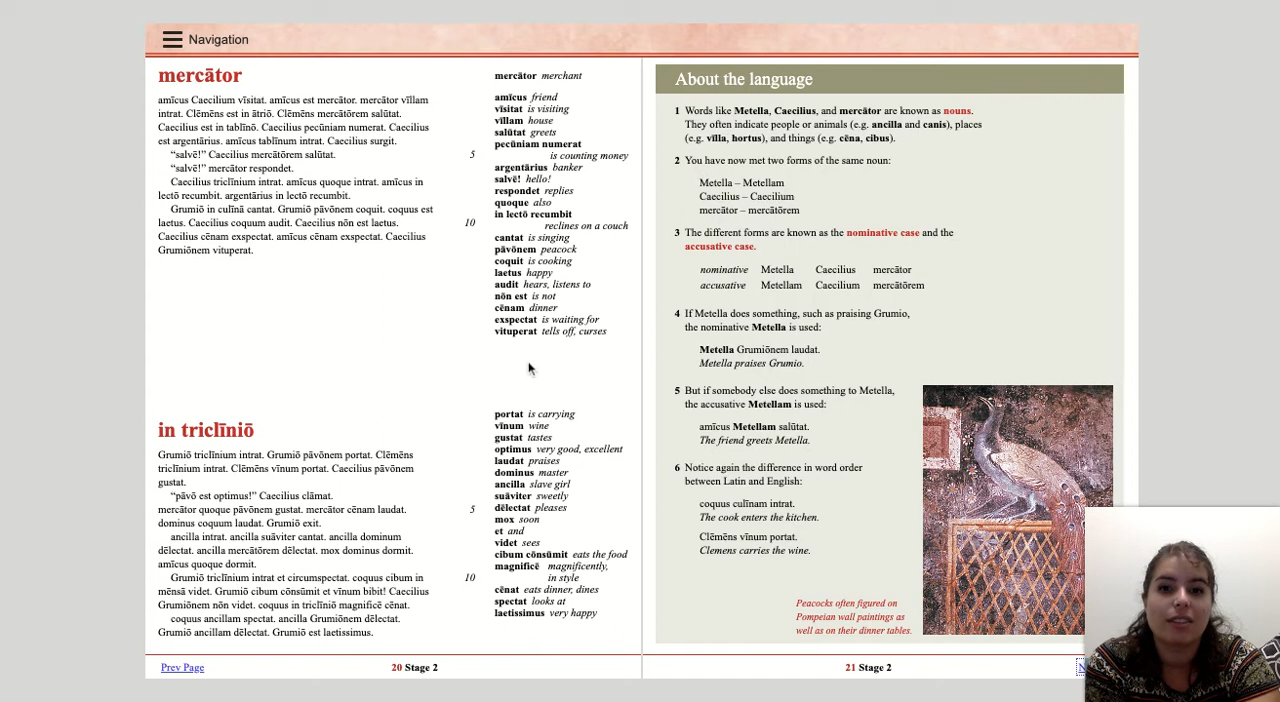 Navigation
mercātor
amīcus Caecilium vīsitat. amīcus est mercātor. mercātor vīllam
intrat. Clēmēns est in ātriō. Clēmēns mercātōrem salūtat.
Caecilius est in tablīnō. Caecilius pecūniam numerat. Caecilius
est argentārius. amīcus tablīnum intrat. Caecilius surgit.
“salvē!” Caecilius mercātōrem salūtat.
5
“salvē!” mercātor respondet.
Caecilius triclīnium intrat. amīcus quoque intrat. amīcus in
lectō recumbit. argentārius in lectō recumbit.
Grumiō in culīnā cantat. Grumiō pāvōnem coquit. coquus est
laetus. Caecilius coquum audit. Caecilius nōn est laetus.
10
Caecilius cēnam exspectat. amīcus cēnam exspectat. Caecilius
Grumiōnem vituperat.
mercātor merchant
amīcus friend
vīsitat is visiting
vīllam house
salūtat greets
pecūniam numerat
is counting money
argentārius banker
salvē! hello!
respondet replies
quoque also
in lectō recumbit
reclines on a couch
cantat is singing
pāvōnem peacock
coquit is cooking
laetus happy
audit hears, listens to
nōn est is not
cēnam dinner
exspectat is waiting for
vituperat tells off, curses
in triclīniō
Grumiō triclīnium intrat. Grumiō pāvōnem portat. Clēmēns
triclīnium intrat. Clēmēns vīnum portat. Caecilius pāvōnem
gustat.
“pāvō est optimus!” Caecilius clāmat.
mercātor quoque pāvōnem gustat. mercātor cēnam laudat.
5
dominus coquum laudat. Grumiō exit.
ancilla intrat. ancilla suāviter cantat. ancilla dominum
dēlectat. ancilla mercātōrem dēlectat. mox dominus dormit.
amīcus quoque dormit.
Grumiō triclīnium intrat et circumspectat. coquus cibum in
10
mēnsā videt. Grumiō cibum cōnsūmit et vīnum bibit! Caecilius
Grumiōnem nōn videt. coquus in triclīniō magnificē cēnat.
coquus ancillam spectat. ancilla Grumiōnem dēlectat.
Grumiō ancillam dēlectat. Grumiō est laetissimus.
portat is carrying
vīnum wine
gustat tastes
optimus very good, excellent
laudat praises
dominus master
ancilla slave girl
suāviter sweetly
dēlectat pleases
mox soon
et and
videt sees
cibum cōnsūmit eats the food
magnificē magnificently,
in style
cēnat eats dinner, dines
spectat looks at
laetissimus very happy
Prev Page
20 Stage 2
About the language
1 Words like Metella, Caecilius, and mercātor are known as nouns.
They often indicate people or animals (e.g. ancilla and canis), places
(e.g. vīlla, hortus), and things (e.g. cēna, cibus).
2 You have now met two forms of the same noun:
Metella – Metellam
Caecilius – Caecilium
mercātor – mercātōrem
3 The different forms are known as the nominative case and the
accusative case.
nominative Metella Caecilius mercātor
accusative Metellam Caecilium mercātōrem
4 If Metella does something, such as praising Grumio,
the nominative Metella is used:
Metella Grumiōnem laudat.
Metella praises Grumio.
5 But if somebody else does something to Metella,
the accusative Metellam is used:
amīcus Metellam salūtat.
The friend greets Metella.
6 Notice again the difference in word order
between Latin and English:
coquus culīnam intrat.
The cook enters the kitchen.
Clēmēns vīnum portat.
Clemens carries the wine.
Peacocks often figured on
Pompeian wall paintings as
well as on their dinner tables.
21 Stage 2